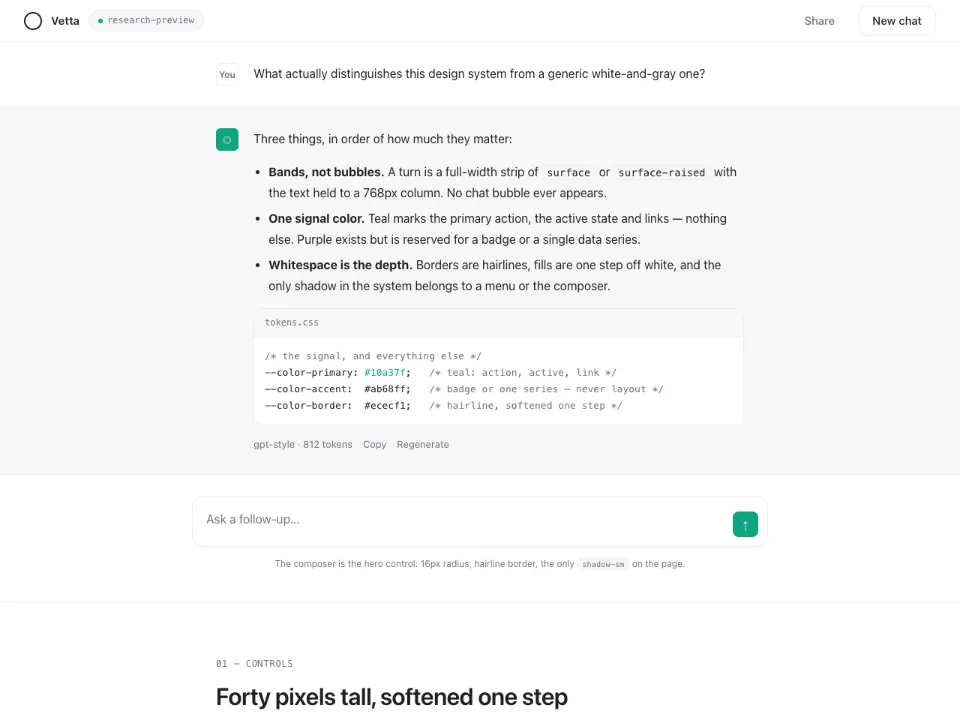 Vetta research-preview Share New chat
You What actually distinguishes this design system from a generic white-and-gray one?
Three things, in order of how much they matter:
• Bands, not bubbles. A turn is a full-width strip of surface or surface-raised with
the text held to a 768px column. No chat bubble ever appears.
• One signal color. Teal marks the primary action, the active state and links — nothing
else. Purple exists but is reserved for a badge or a single data series.
• Whitespace is the depth. Borders are hairlines, fills are one step off white, and the
only shadow in the system belongs to a menu or the composer.
tokens.css
/* the signal, and everything else */
--color-primary: #10a37f; /* teal: action, active, link */
--color-accent: #ab68ff; /* badge or one series — never layout */
--color-border: #ececf1; /* hairline, softened one step */
gpt-style · 812 tokens Copy Regenerate
Ask a follow-up...
↑
The composer is the hero control: 16px radius, hairline border, the only shadow-sm on the page.
01 — CONTROLS
Forty pixels tall, softened one step